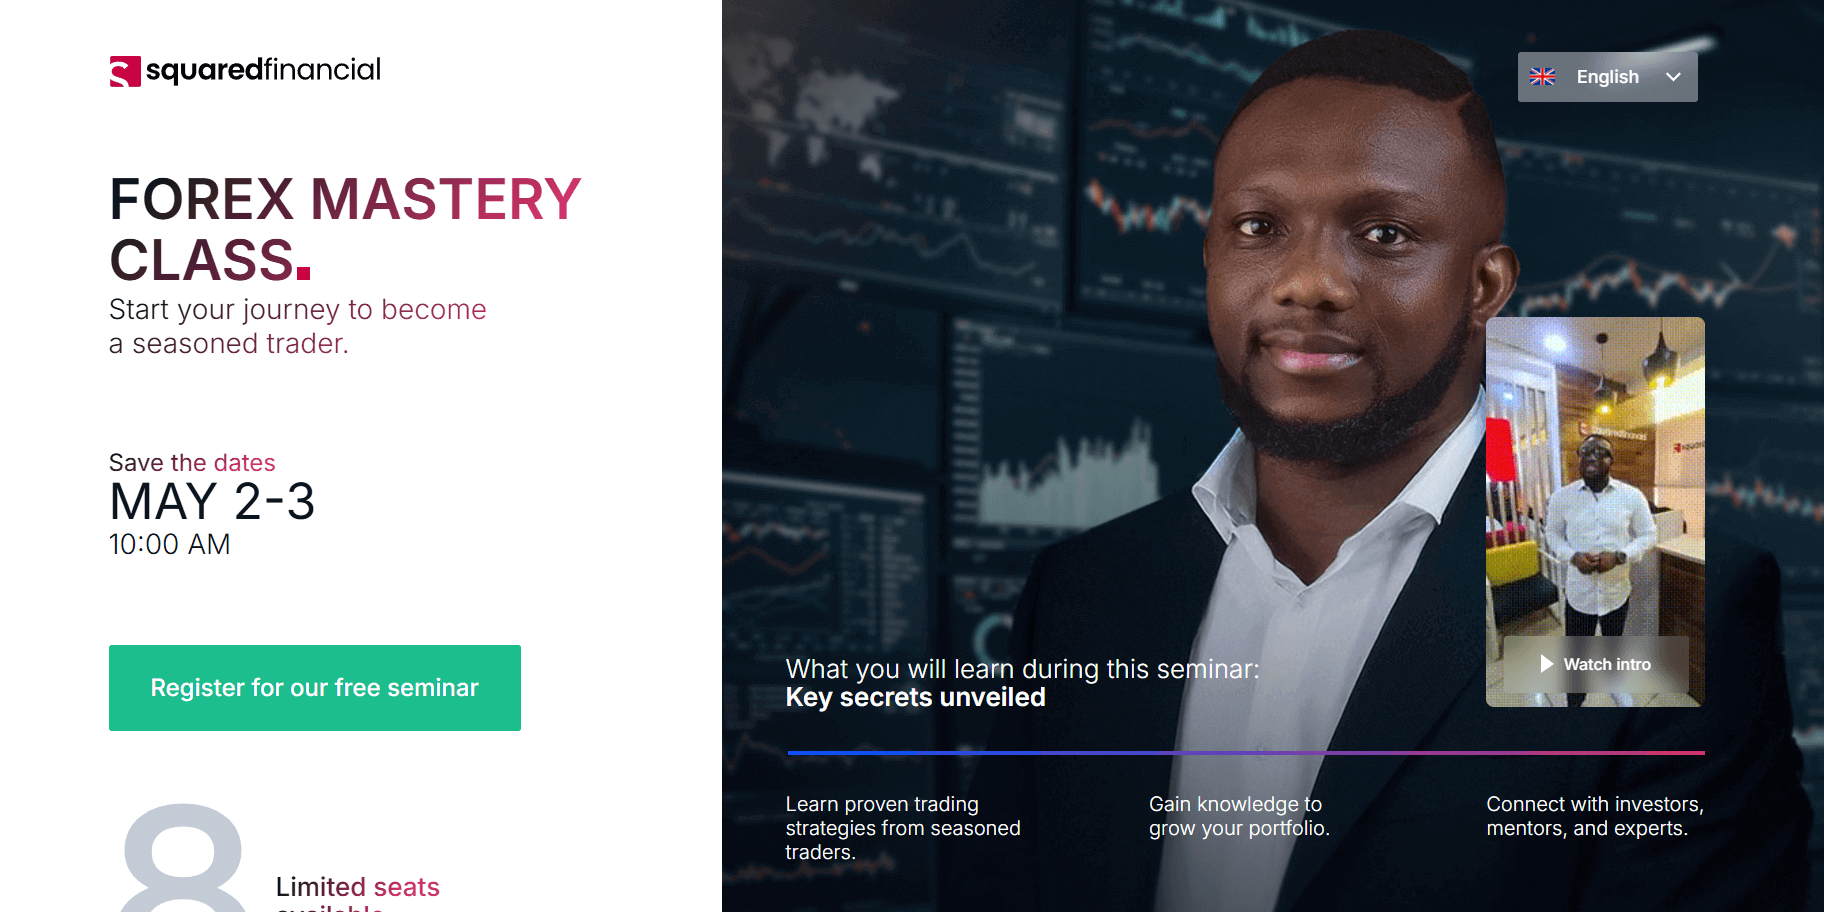 squaredfinancial
English
FOREX MASTERY
CLASS.
Start your journey to become
a seasoned trader.
Save the dates
MAY 2-3
10:00 AM
Register for our free seminar
8
Limited seats
available
What you will learn during this seminar:
Key secrets unveiled
squaredfinancial
Watch intro
Learn proven trading
strategies from seasoned
traders.
Gain knowledge to
grow your portfolio.
Connect with investors,
mentors, and experts.